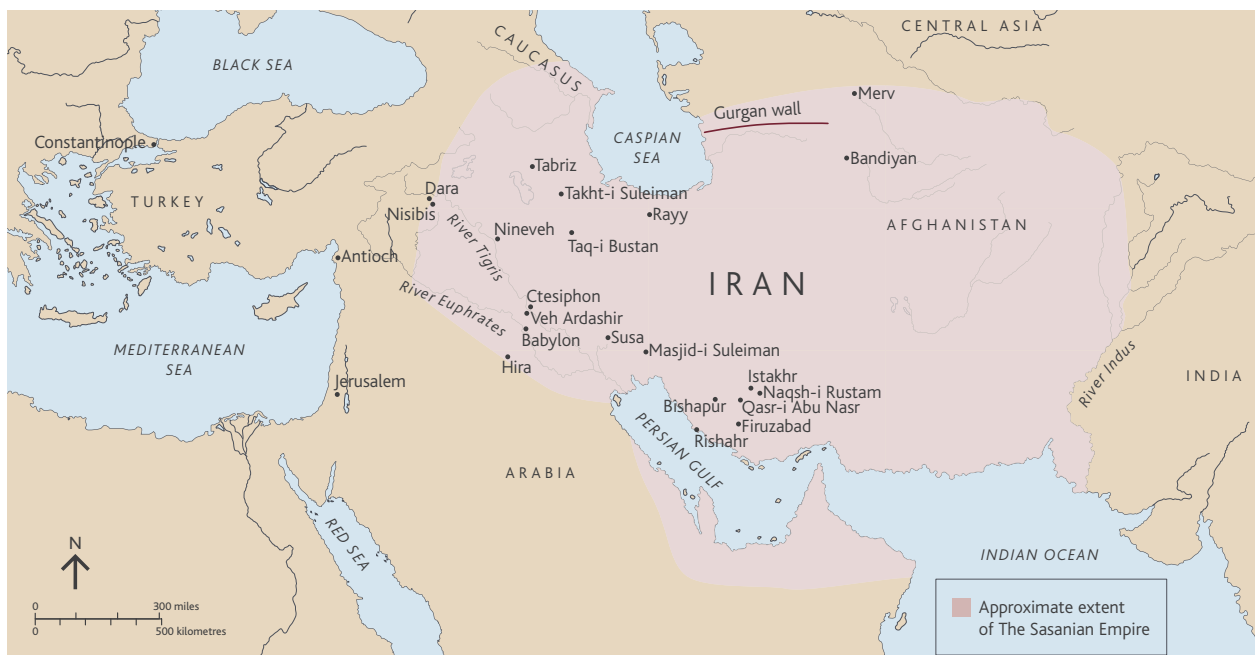 CENTRAL ASIA
CAUCASUS
BLACK SEA
Merv
Gurgan wall
Constantinople
CASPIAN
SEA
Bandiyan
Tabriz
Dara
Takht-i Suleiman
TURKEY
Nisibis
Rayy
AFGHANISTAN
River Tigris
Nineveh
Taq-i Bustan
Antioch
IRAN
River Euphrates
Ctesiphon
Veh Ardashir
Babylon
Susa
MEDITERRANEAN
SEA
Masjid-i Suleiman
Hira
River Indus
INDIA
Jerusalem
Istakhr
Naqsh-i Rustam
Bishapur
Qasr-i Abu Nasr
Firuzabad
Rishahr
PERSIAN GULF
ARABIA
RED SEA
N
INDIAN OCEAN
0
300 miles
0
500 kilometres
Approximate extent
of The Sasanian Empire